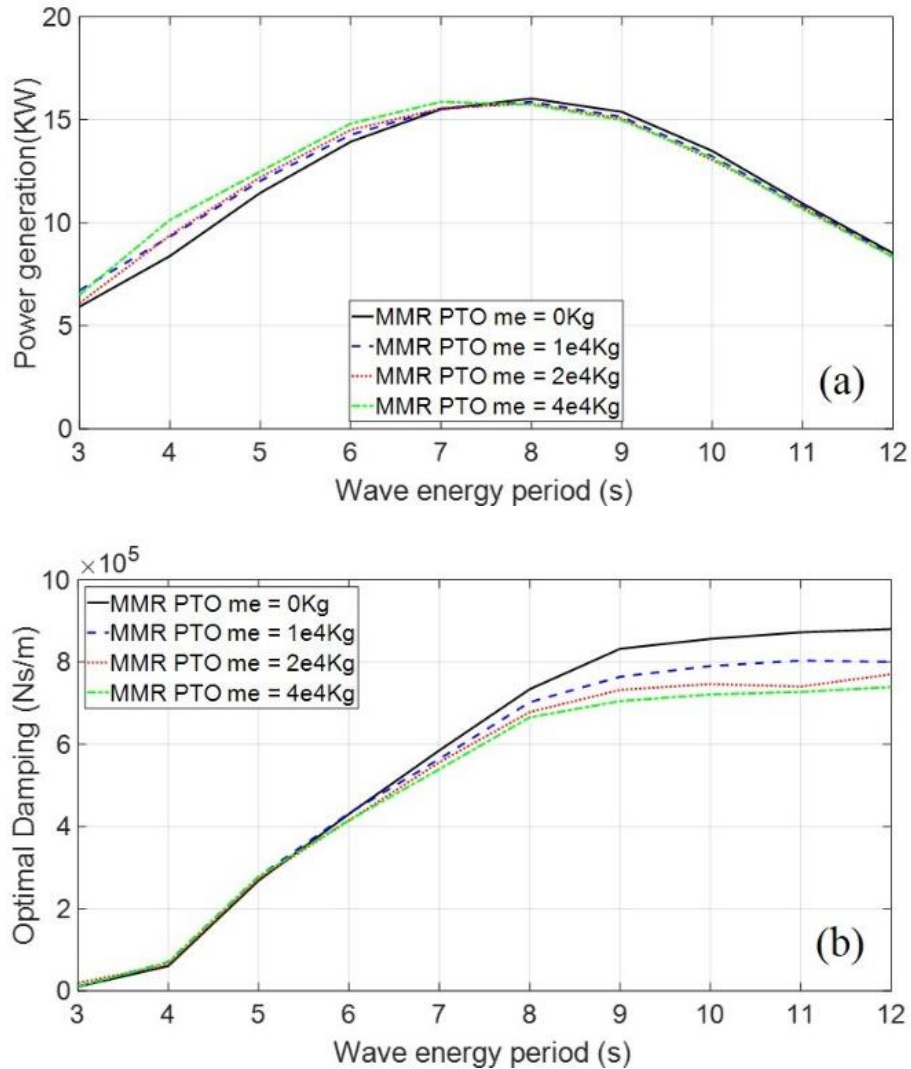 20
15
10
5
0
Power generation(KW)
MMR PTO me = 0Kg
MMR PTO me = 1e4Kg
MMR PTO me = 2e4Kg
MMR PTO me = 4e4Kg
(a)
3 4 5 6 7 8 9 10 11 12
Wave energy period (s)
×10^5
10
8
6
4
2
0
Optimal Damping (Ns/m)
MMR PTO me = 0Kg
MMR PTO me = 1e4Kg
MMR PTO me = 2e4Kg
MMR PTO me = 4e4Kg
(b)
3 4 5 6 7 8 9 10 11 12
Wave energy period (s)